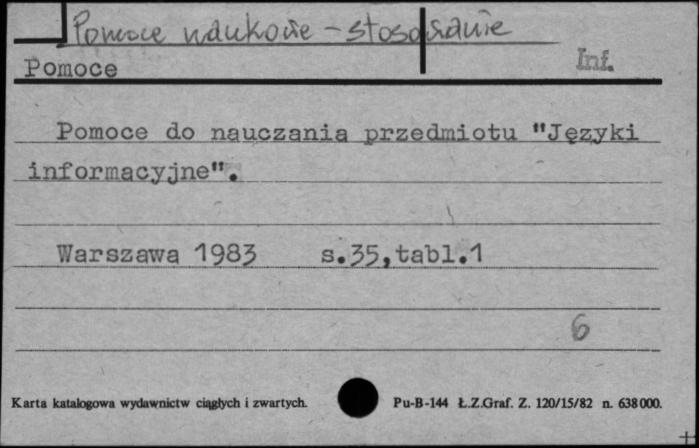 Pomoce naukowe - stosowanie
Pomoce Inf.
Pomoce do nauczania przedmiotu "Języki
informacyjne".
Warszawa 1983 s.35,tabl.1
6
Karta katalogowa wydawnictw ciągłych i zwartych. Pu-B-144 Ł.Z.Graf. Z. 120/15/82 n. 638000.